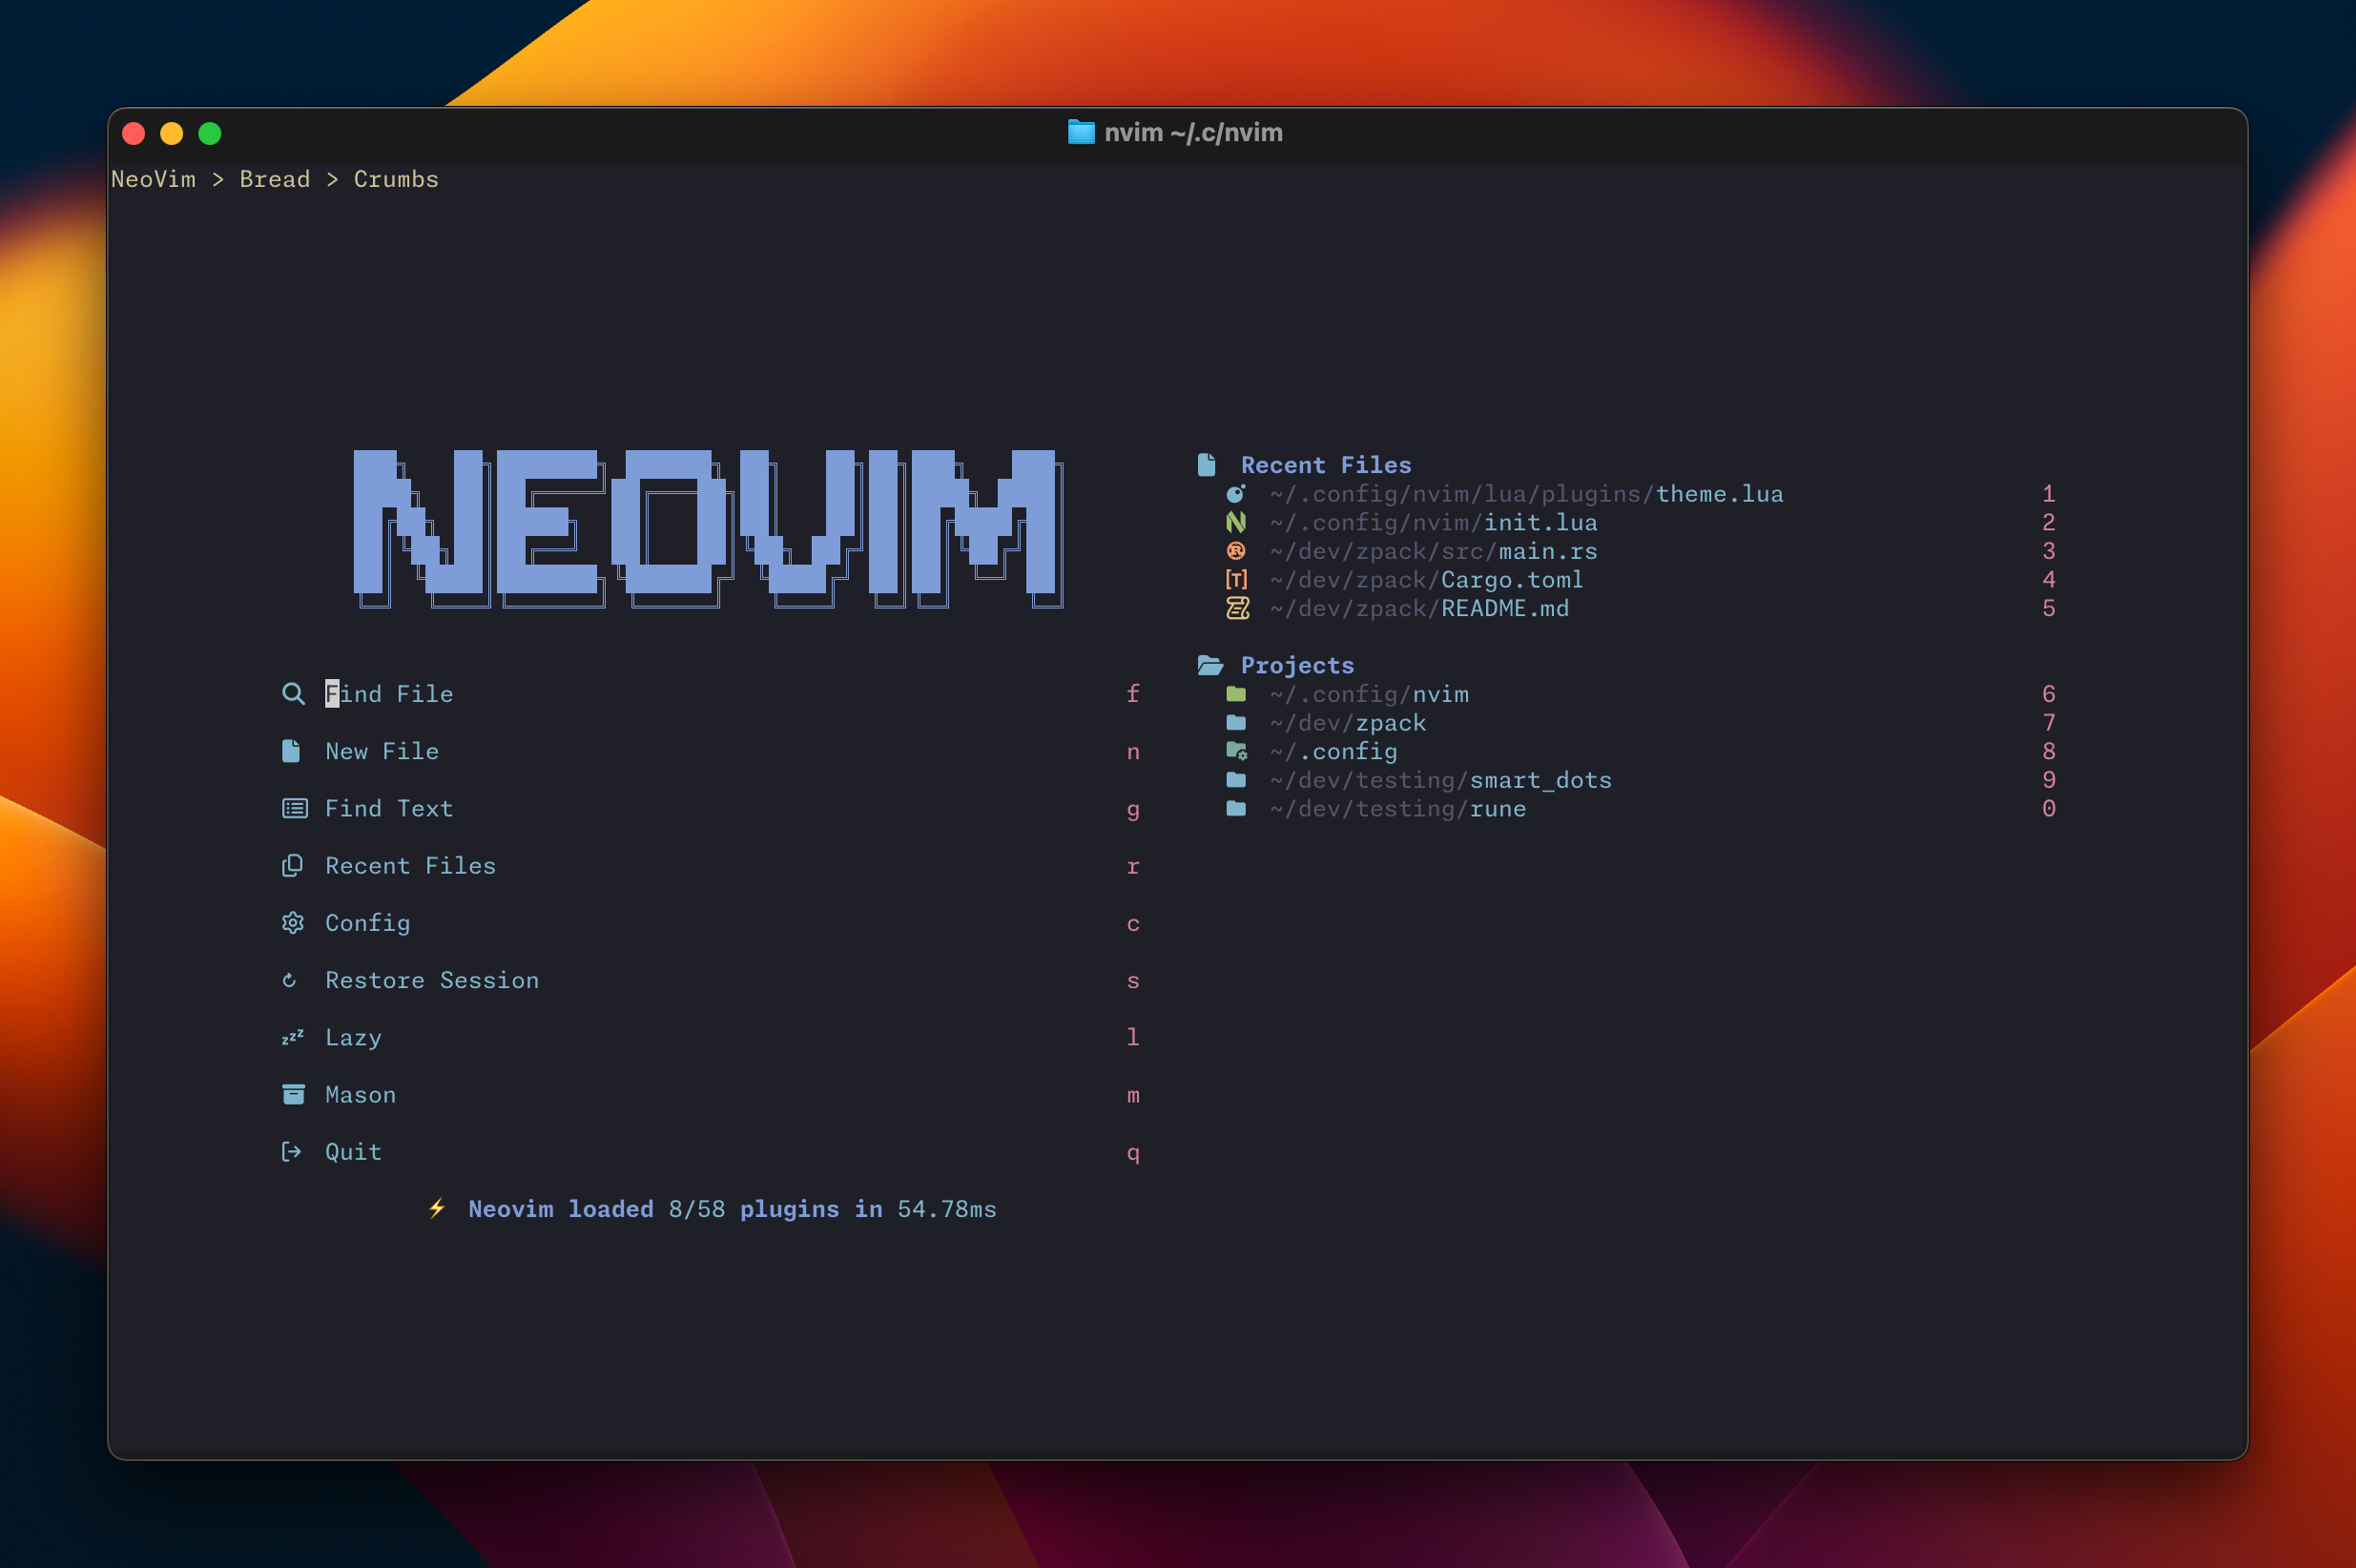 nvim ~/.c/nvim
NeoVim > Bread > Crumbs
NEOVIM
Find File f
New File n
Find Text g
Recent Files r
Config c
Restore Session s
zzz Lazy l
Mason m
Quit q
⚡ Neovim loaded 8/58 plugins in 54.78ms
Recent Files
~/.config/nvim/lua/plugins/theme.lua 1
~/.config/nvim/init.lua 2
~/dev/zpack/src/main.rs 3
[T] ~/dev/zpack/Cargo.toml 4
~/dev/zpack/README.md 5
Projects
~/.config/nvim 6
~/dev/zpack 7
~/.config 8
~/dev/testing/smart_dots 9
~/dev/testing/rune 0